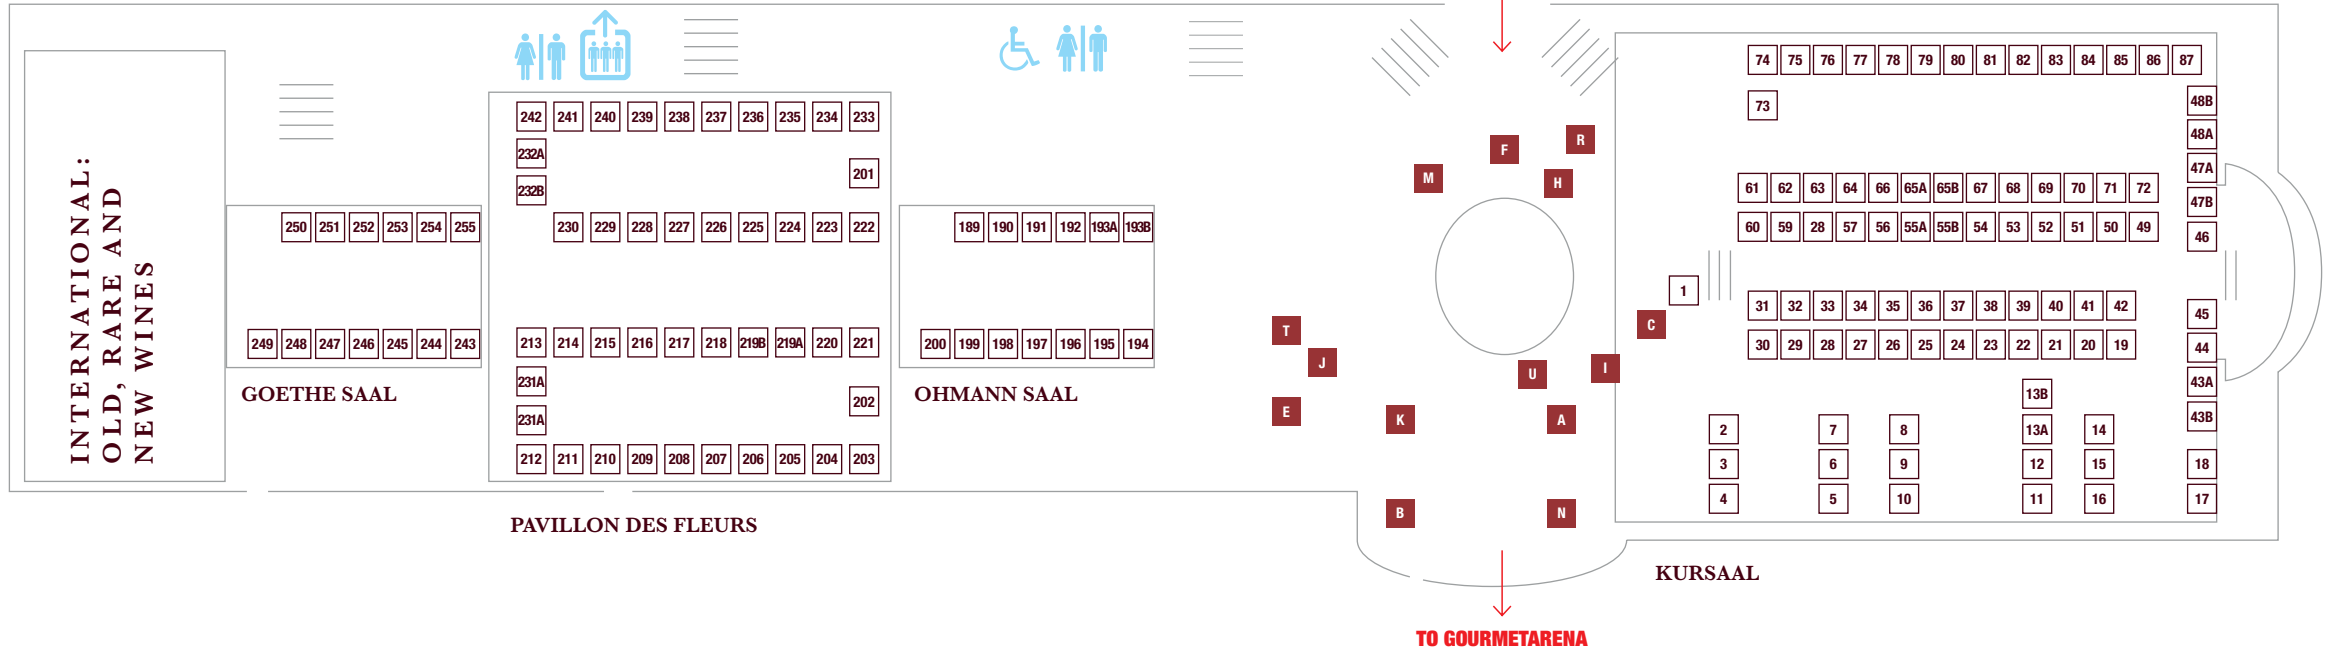 INTERNATIONAL:
OLD, RARE AND
NEW WINES
250 251 252 253 254 255
249 248 247 246 245 244 243
GOETHE SAAL
242 241 240 239 238 237 236 235 234 233
232A
201
232B
230 229 228 227 226 225 224 223 222
213 214 215 216 217 218 219B 219A 220 221
231A
202
231A
212 211 210 209 208 207 206 205 204 203
PAVILLON DES FLEURS
189 190 191 192 193A 193B
200 199 198 197 196 195 194
OHMANN SAAL
R
F
M
H
T
C
J
I
U
E
K
A
B
N
TO GOURMETARENA
74 75 76 77 78 79 80 81 82 83 84 85 86 87
73
48B
48A
47A
47B
46
61 62 63 64 66 65A 65B 67 68 69 70 71 72
60 59 28 57 56 55A 55B 54 53 52 51 50 49
1
31 32 33 34 35 36 37 38 39 40 41 42
30 29 28 27 26 25 24 23 22 21 20 19
45
44
43A
43B
13B
2 7 8 13A 14
3 6 9 12 15 18
4 5 10 11 16 17
KURSAAL